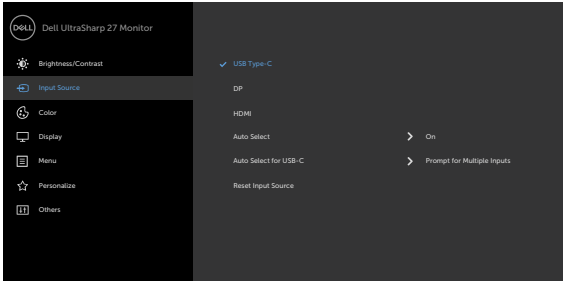 DELL Dell UltraSharp 27 Monitor
Brightness/Contrast
Input Source
Color
Display
Menu
Personalize
Others
USB Type-C
DP
HDMI
Auto Select On
Auto Select for USB-C Prompt for Multiple Inputs
Reset Input Source